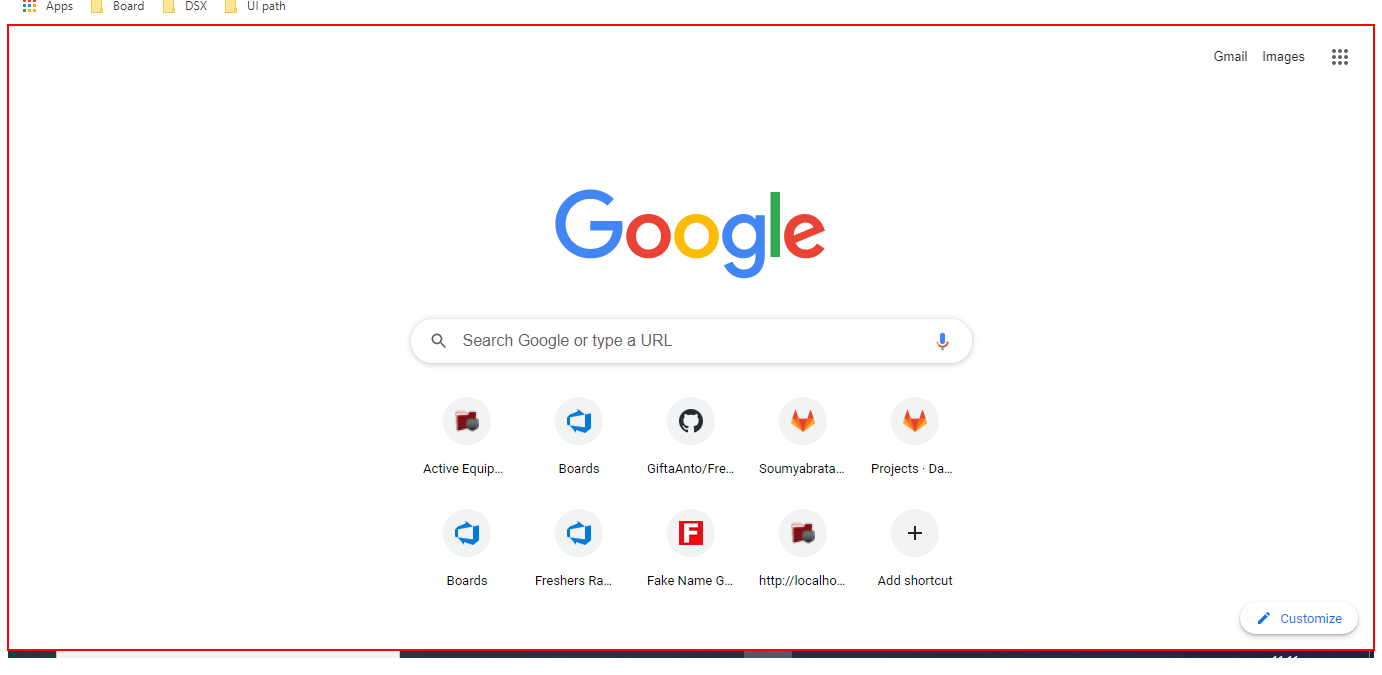 Apps Board DSX UI path
Gmail Images
Google
Search Google or type a URL
Active Equip... Boards GiftaAnto/Fre... Soumyabrata... Projects · Da...
Boards Freshers Ra... Fake Name G... http://localho... Add shortcut
Customize